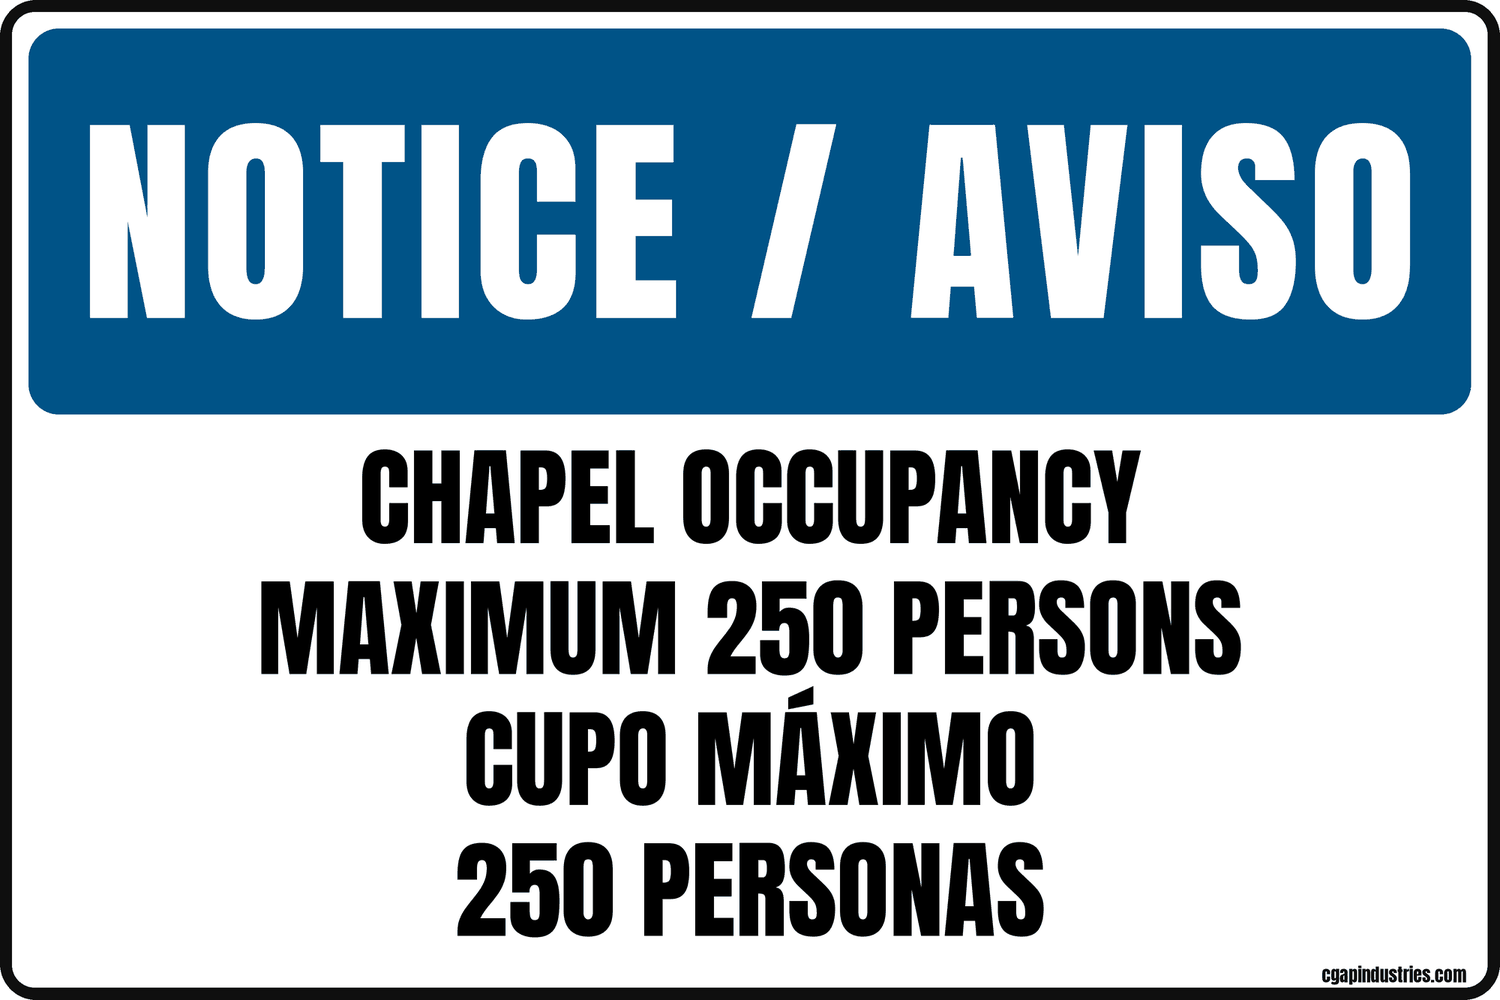 NOTICE / AVISO
CHAPEL OCCUPANCY
MAXIMUM 250 PERSONS
CUPO MÁXIMO
250 PERSONAS
cgapindustries.com